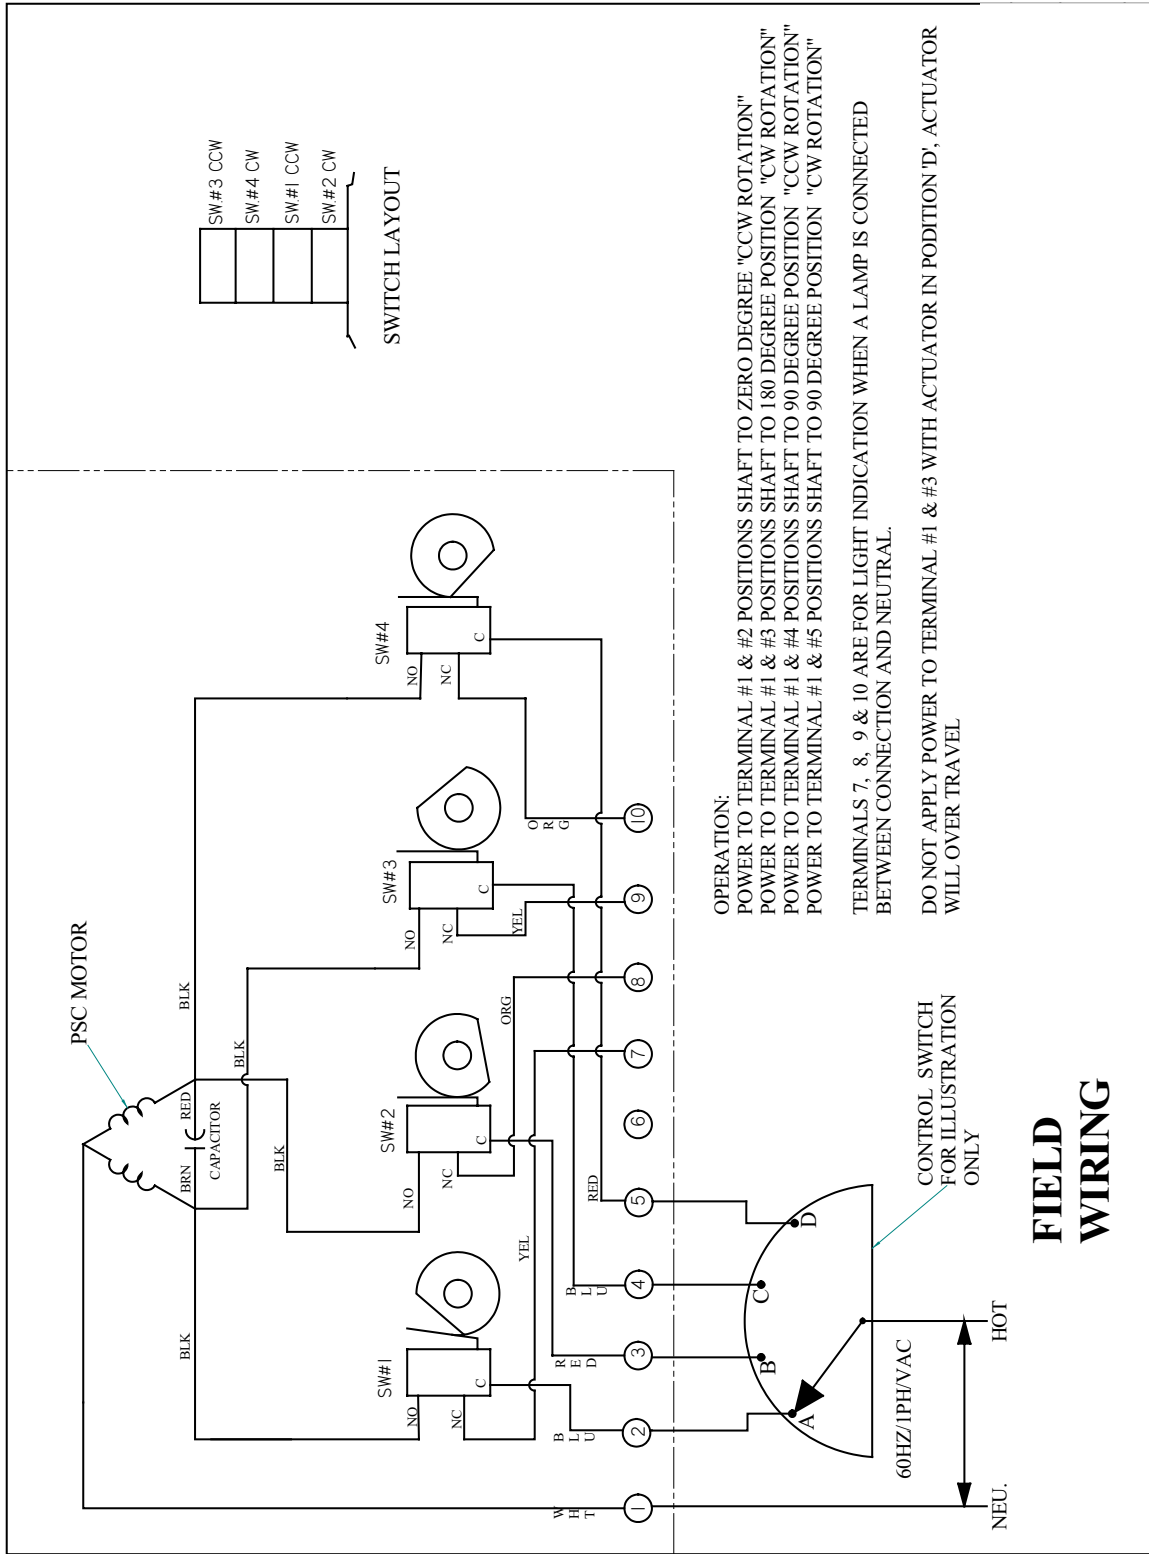 PSC MOTOR
BRN
RED
CAPACITOR
BLK
BLK
BLK
BLK
SW#1
NO
NC
C
SW#2
NO
NC
C
SW#3
NO
NC
C
SW#4
NO
NC
C
YEL
ORG
YEL
ORG
WHT
BLU
RED
BLU
RED
1
2
3
4
5
6
7
8
9
10
A
B
C
D
60HZ/1PH/VAC
NEU.
HOT
CONTROL SWITCH
FOR ILLUSTRATION
ONLY
FIELD
WIRING
SW.#3 CCW
SW.#4 CW
SW.#1 CCW
SW.#2 CW
SWITCH LAYOUT
OPERATION:
POWER TO TERMINAL #1 & #2 POSITIONS SHAFT TO ZERO DEGREE "CCW ROTATION"
POWER TO TERMINAL #1 & #3 POSITIONS SHAFT TO 180 DEGREE POSITION "CW ROTATION"
POWER TO TERMINAL #1 & #4 POSITIONS SHAFT TO 90 DEGREE POSITION "CCW ROTATION"
POWER TO TERMINAL #1 & #5 POSITIONS SHAFT TO 90 DEGREE POSITION "CW ROTATION"
TERMINALS 7, 8, 9 & 10 ARE FOR LIGHT INDICATION WHEN A LAMP IS CONNECTED
BETWEEN CONNECTION AND NEUTRAL.
DO NOT APPLY POWER TO TERMINAL #1 & #3 WITH ACTUATOR IN PODITION 'D', ACTUATOR
WILL OVER TRAVEL